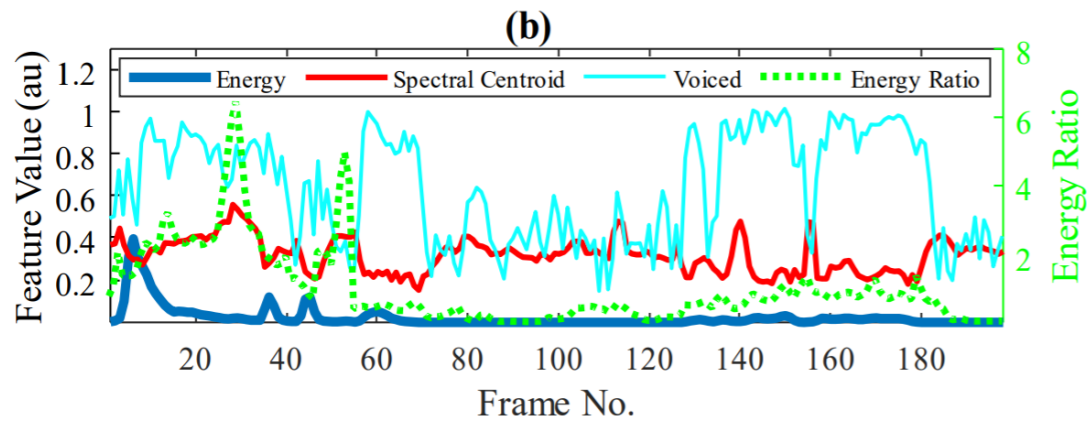 (b)
Energy Spectral Centroid Voiced Energy Ratio
Feature Value (au)
1.2
1
0.8
0.6
0.4
0.2
8
6
4
2
Energy Ratio
20 40 60 80 100 120 140 160 180
Frame No.